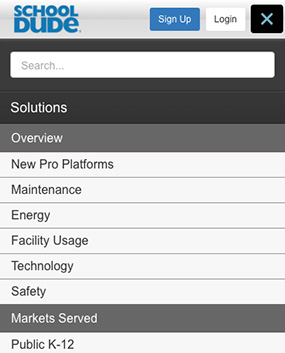 SCHOOL
DUDE
Sign Up
Login
Search...
Solutions
Overview
New Pro Platforms
Maintenance
Energy
Facility Usage
Technology
Safety
Markets Served
Public K-12